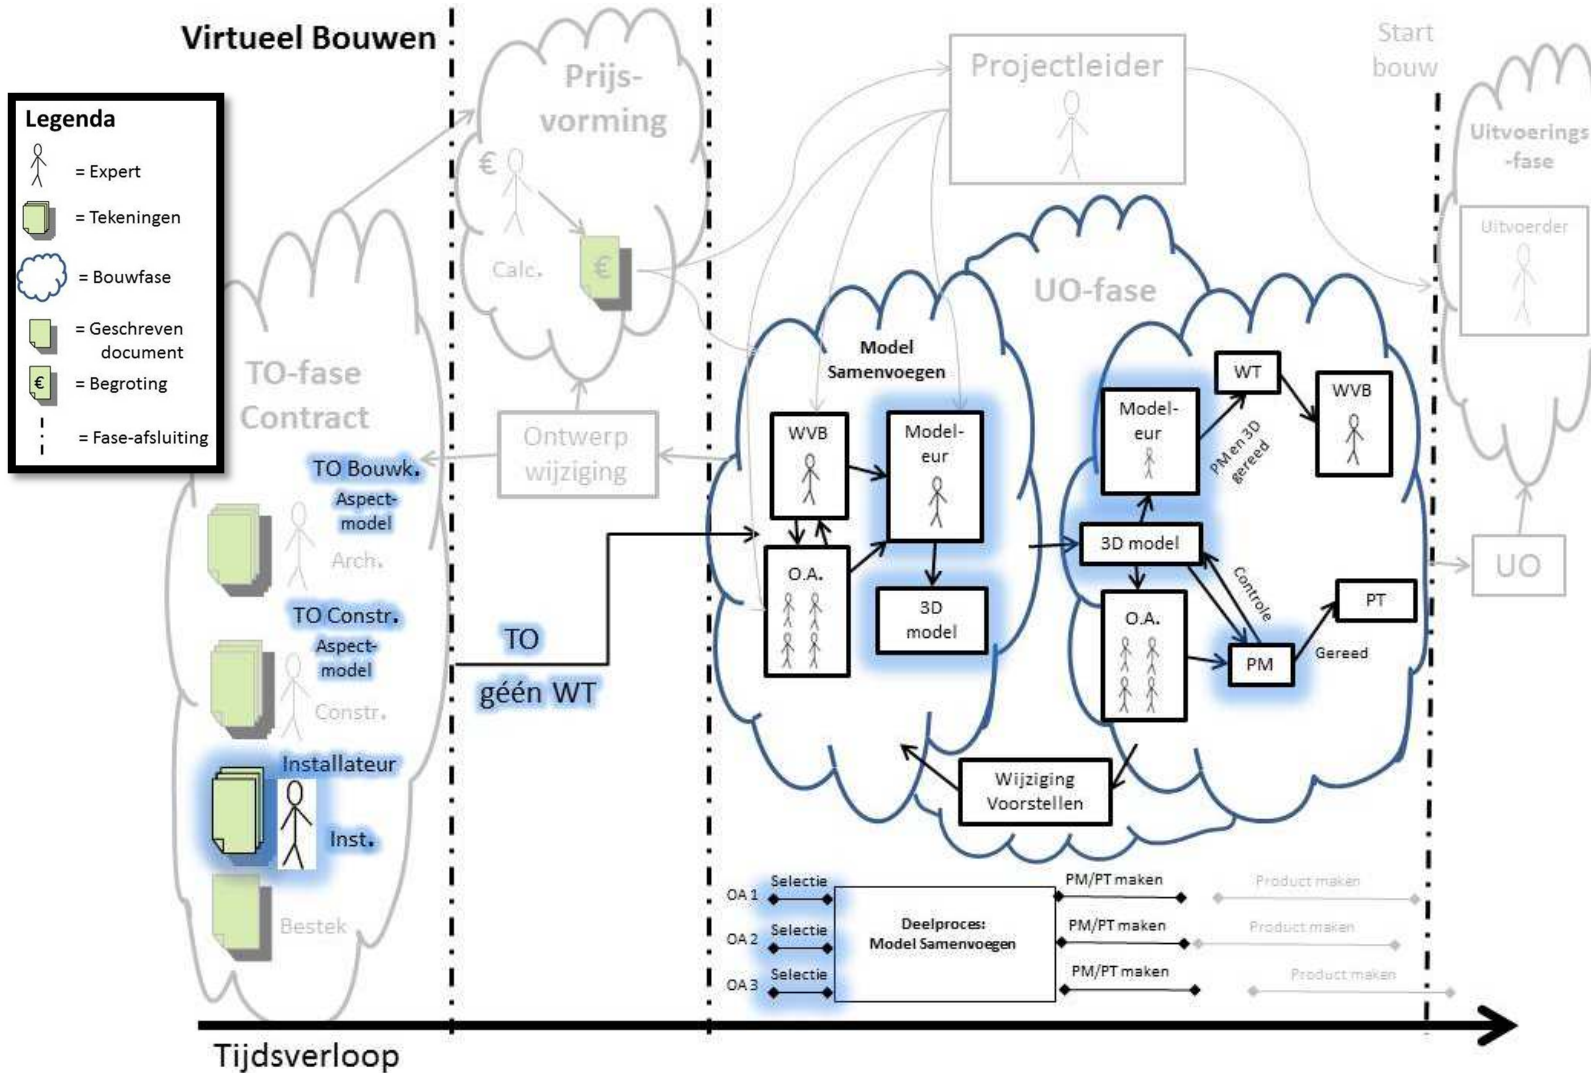 Virtueel Bouwen
Legenda
= Expert
= Tekeningen
= Bouwfase
= Geschreven
document
€
= Begroting
= Fase-afsluiting
TO-fase
Contract
TO Bouwk.
Aspect-
model
Arch.
TO Constr.
Aspect-
model
Constr.
Installateur
Inst.
Bestek
Prijs-
vorming
€
Calc.
€
Ontwerp
wijziging
TO
géén WT
Projectleider
Start
bouw
UO-fase
Model
Samenvoegen
WVB
Model-
eur
O.A.
3D
model
Model-
eur
WT
WVB
PM en 3D
gereed
3D model
Controle
O.A.
PM
Gereed
PT
Wijziging
Voorstellen
Uitvoerings
-fase
Uitvoerder
UO
OA 1
Selectie
PM/PT maken
Product maken
OA 2
Selectie
PM/PT maken
Product maken
OA 3
Selectie
PM/PT maken
Product maken
Deelproces:
Model Samenvoegen
Tijdsverloop